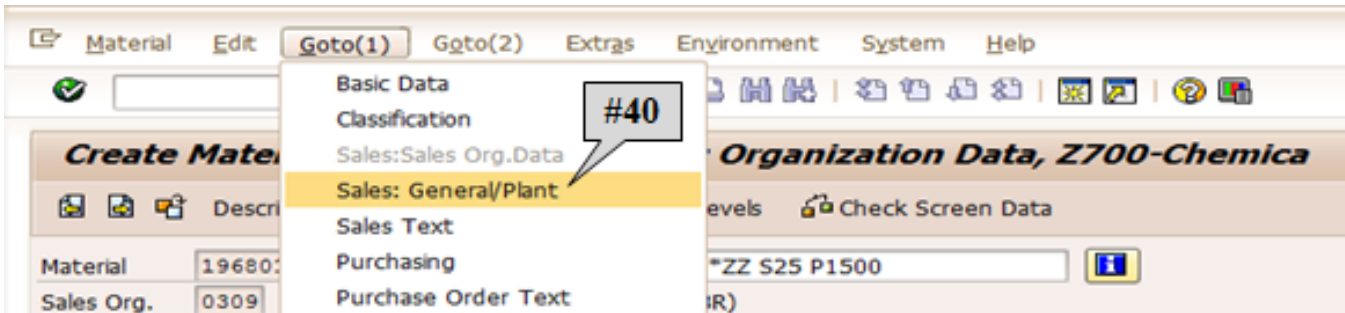 Material Edit Goto(1) Goto(2) Extras Environment System Help
Basic Data
Classification
#40
Create Mater Sales:Sales Org.Data Organization Data, Z700-Chemica
Sales: General/Plant
Descri evels Check Screen Data
Sales Text
Material 19680 Purchasing *ZZ S25 P1500
Sales Org. 0309 Purchase Order Text